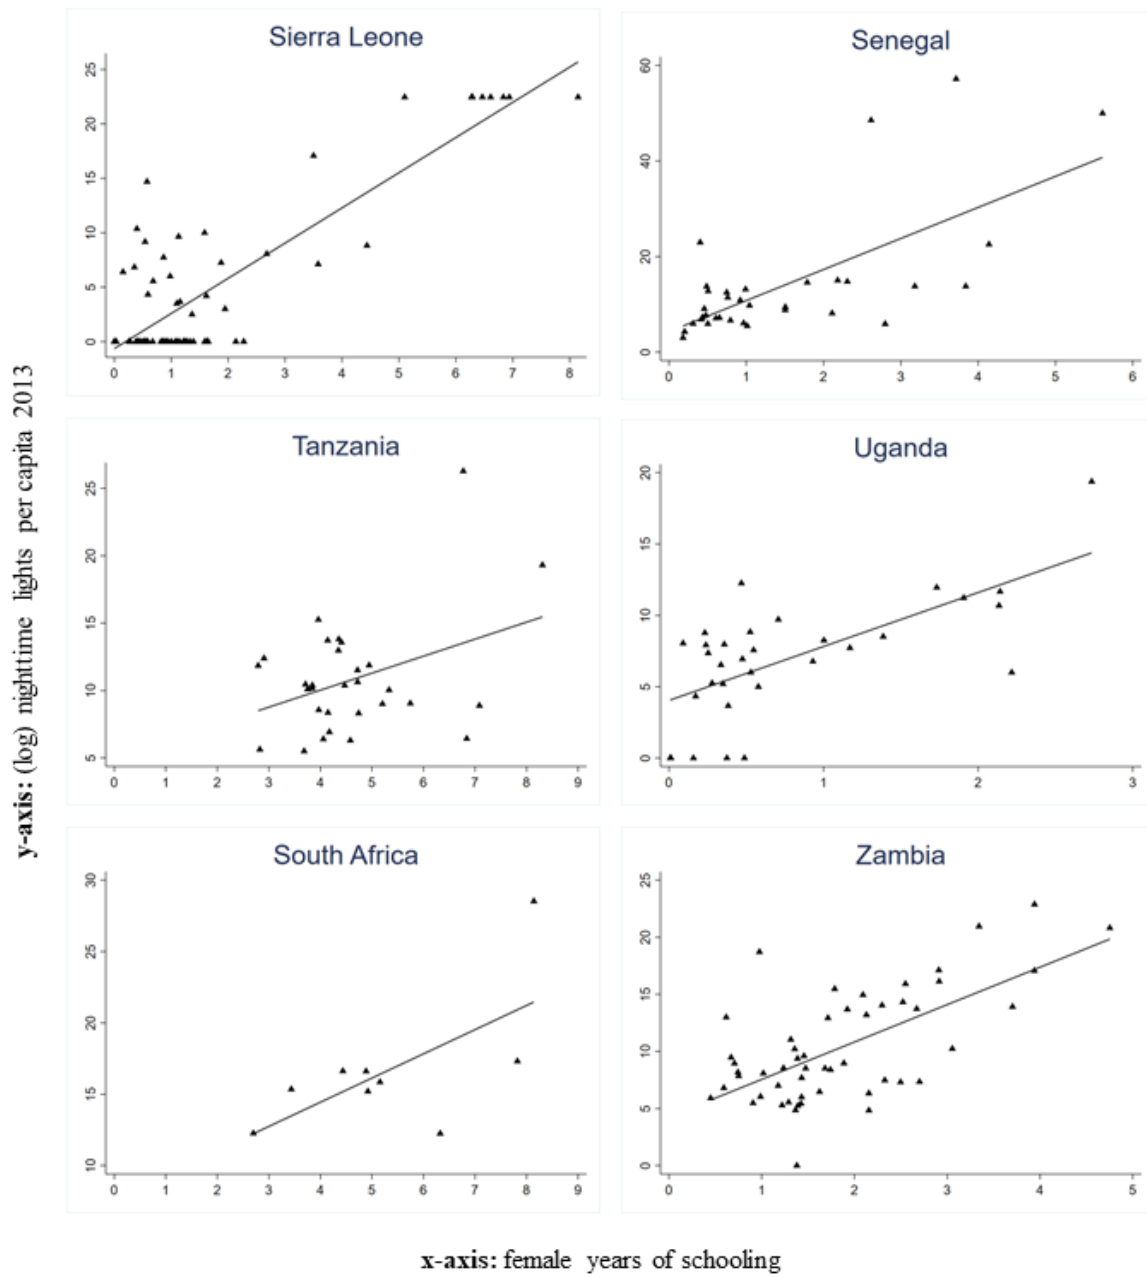 Sierra Leone
25
20
15
10
5
0
0 1 2 3 4 5 6 7 8
Senegal
60
40
20
0
0 1 2 3 4 5 6
Tanzania
25
20
15
10
5
0 1 2 3 4 5 6 7 8 9
Uganda
20
15
10
5
0
0 1 2 3
South Africa
30
25
20
15
10
0 1 2 3 4 5 6 7 8 9
Zambia
25
20
15
10
5
0
0 1 2 3 4 5
y-axis: (log) nighttime lights per capita 2013
x-axis: female years of schooling